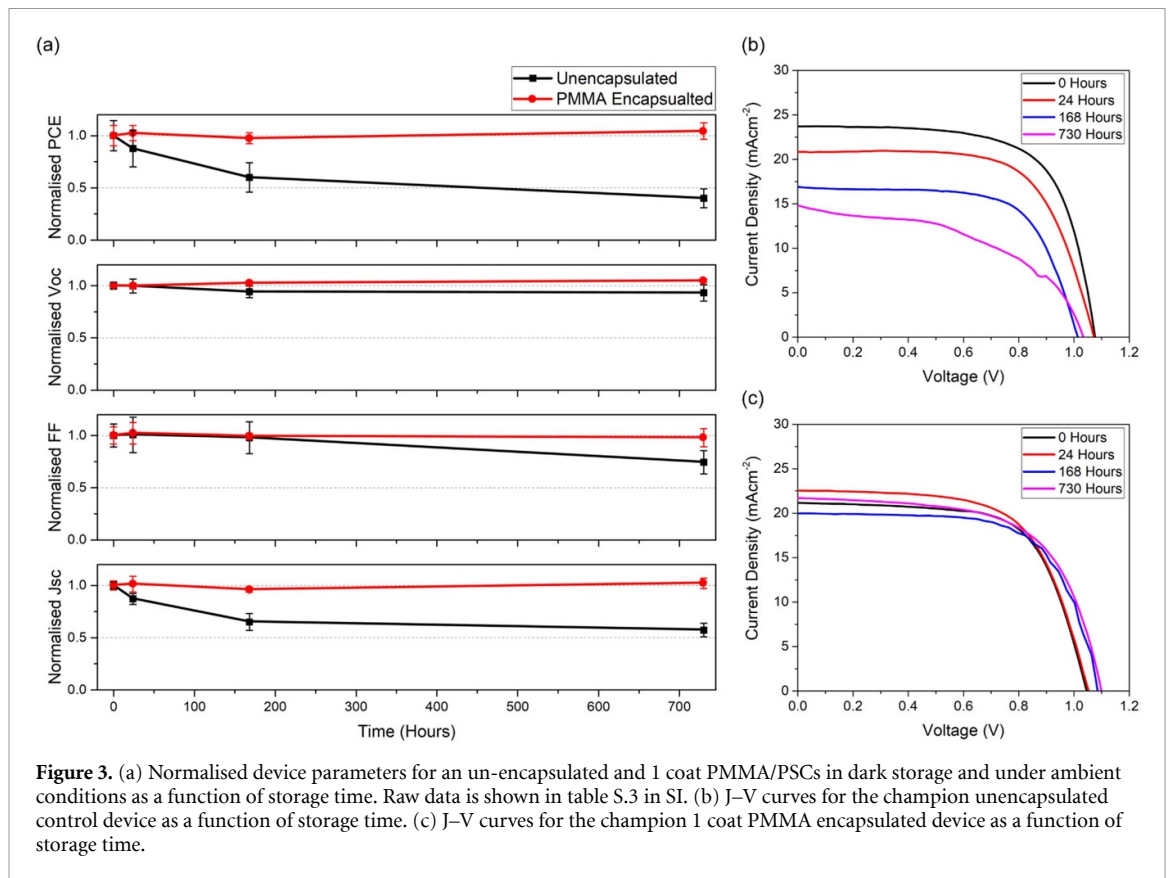 (a)
Unencapsulated
PMMA Encapsualted
Normalised PCE
1.0
0.5
0.0
Normalised Voc
1.0
0.5
0.0
Normalised FF
1.0
0.5
0.0
Normalised Jsc
1.0
0.5
0.0
0 100 200 300 400 500 600 700
Time (Hours)
(b)
Current Density (mAcm-2)
30
25
20
15
10
5
0
0 Hours
24 Hours
168 Hours
730 Hours
0.0 0.2 0.4 0.6 0.8 1.0 1.2
Voltage (V)
(c)
Current Density (mAcm-2)
30
25
20
15
10
5
0
0 Hours
24 Hours
168 Hours
730 Hours
0.0 0.2 0.4 0.6 0.8 1.0 1.2
Voltage (V)
Figure 3. (a) Normalised device parameters for an un-encapsulated and 1 coat PMMA/PSCs in dark storage and under ambient
conditions as a function of storage time. Raw data is shown in table S.3 in SI. (b) J–V curves for the champion unencapsulated
control device as a function of storage time. (c) J–V curves for the champion 1 coat PMMA encapsulated device as a function of
storage time.